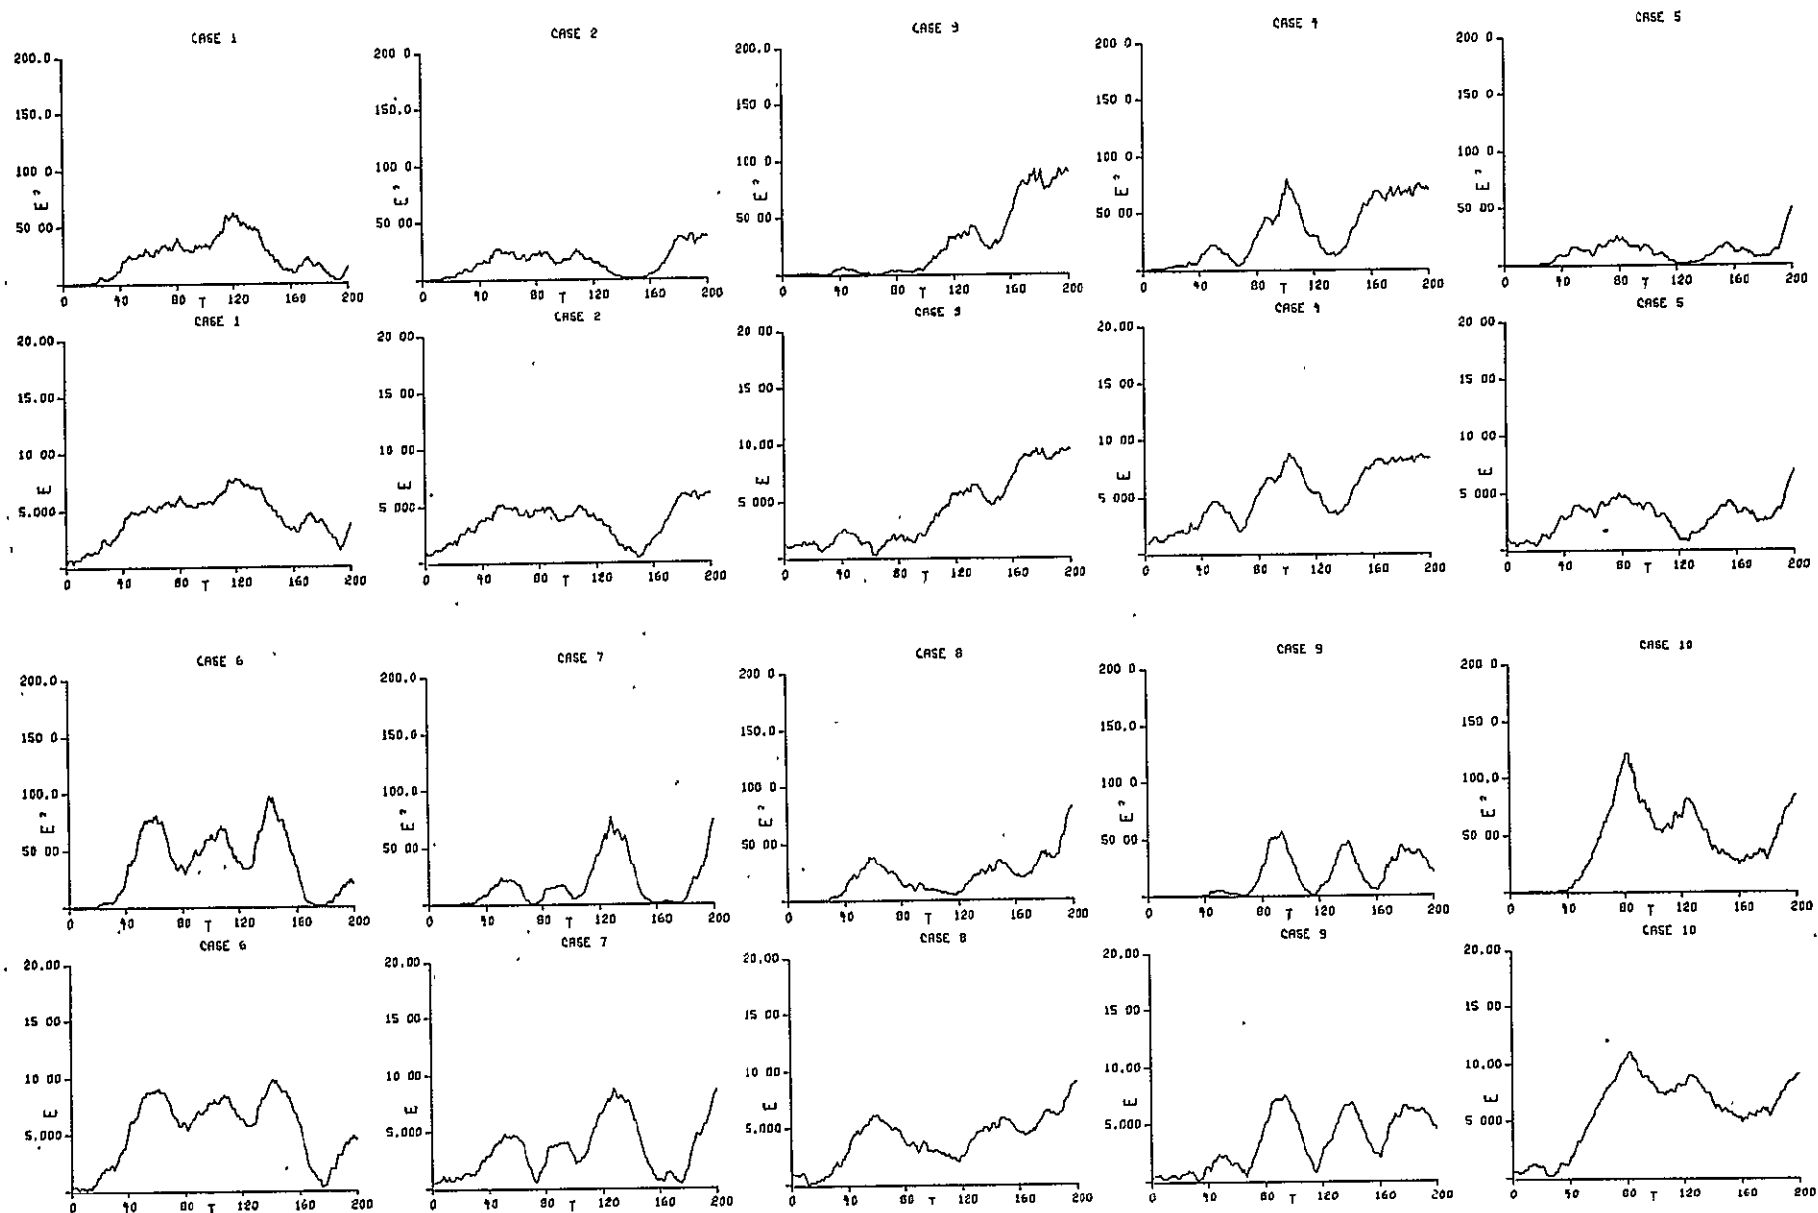 CASE 1
200.0
150.0
100 0
50 00
E²
0 40 80 T 120 160 200
CASE 2
200.0
150.0
100 0
50 00
E²
0 40 80 T 120 160 200
CASE 3
200.0
150 0
100 0
50 00
E²
0 40 80 T 120 160 200
CASE 4
200 0
150 0
100 0
50 00
E²
0 40 80 T 120 160 200
CASE 5
200 0
150 0
100 0
50 00
E²
0 40 80 T 120 160 200
CASE 1
20.00
15.00
10 00
5.000
E
0 40 80 T 120 160 200
CASE 2
20 00
15 00
10 00
5 000
E
0 40 80 T 120 160 200
CASE 3
20 00
15 00
10.00
5 000
E
0 40 80 T 120 160 200
CASE 4
20 00
15 00
10 00
5 000
E
0 40 80 T 120 160 200
CASE 5
20 00
15 00
10 00
5 000
E
0 40 80 T 120 160 200
CASE 6
200.0
150 0
100.0
50 00
E²
0 40 80 T 120 160 200
CASE 7
200.0
150.0
100.0
50 00
E²
0 40 80 T 120 160 200
CASE 8
200 0
150.0
100 0
50 00
E²
0 40 80 T 120 160 200
CASE 9
200.0
150.0
100 0
50 00
E²
0 40 80 T 120 160 200
CASE 10
200 0
150 0
100.0
50 00
E²
0 40 80 T 120 160 200
CASE 6
20.00
15 00
10 00
5.000
E
0 40 80 T 120 160 200
CASE 7
20.00
15 00
10 00
5 000
E
0 40 80 T 120 160 200
CASE 8
20.00
15 00
10 00
5 000
E
0 40 80 T 120 160 200
CASE 9
20.00
15 00
10.00
5.000
E
0 40 80 T 120 160 200
CASE 10
20.00
15 00
10.00
5 000
E
0 40 80 T 120 160 200